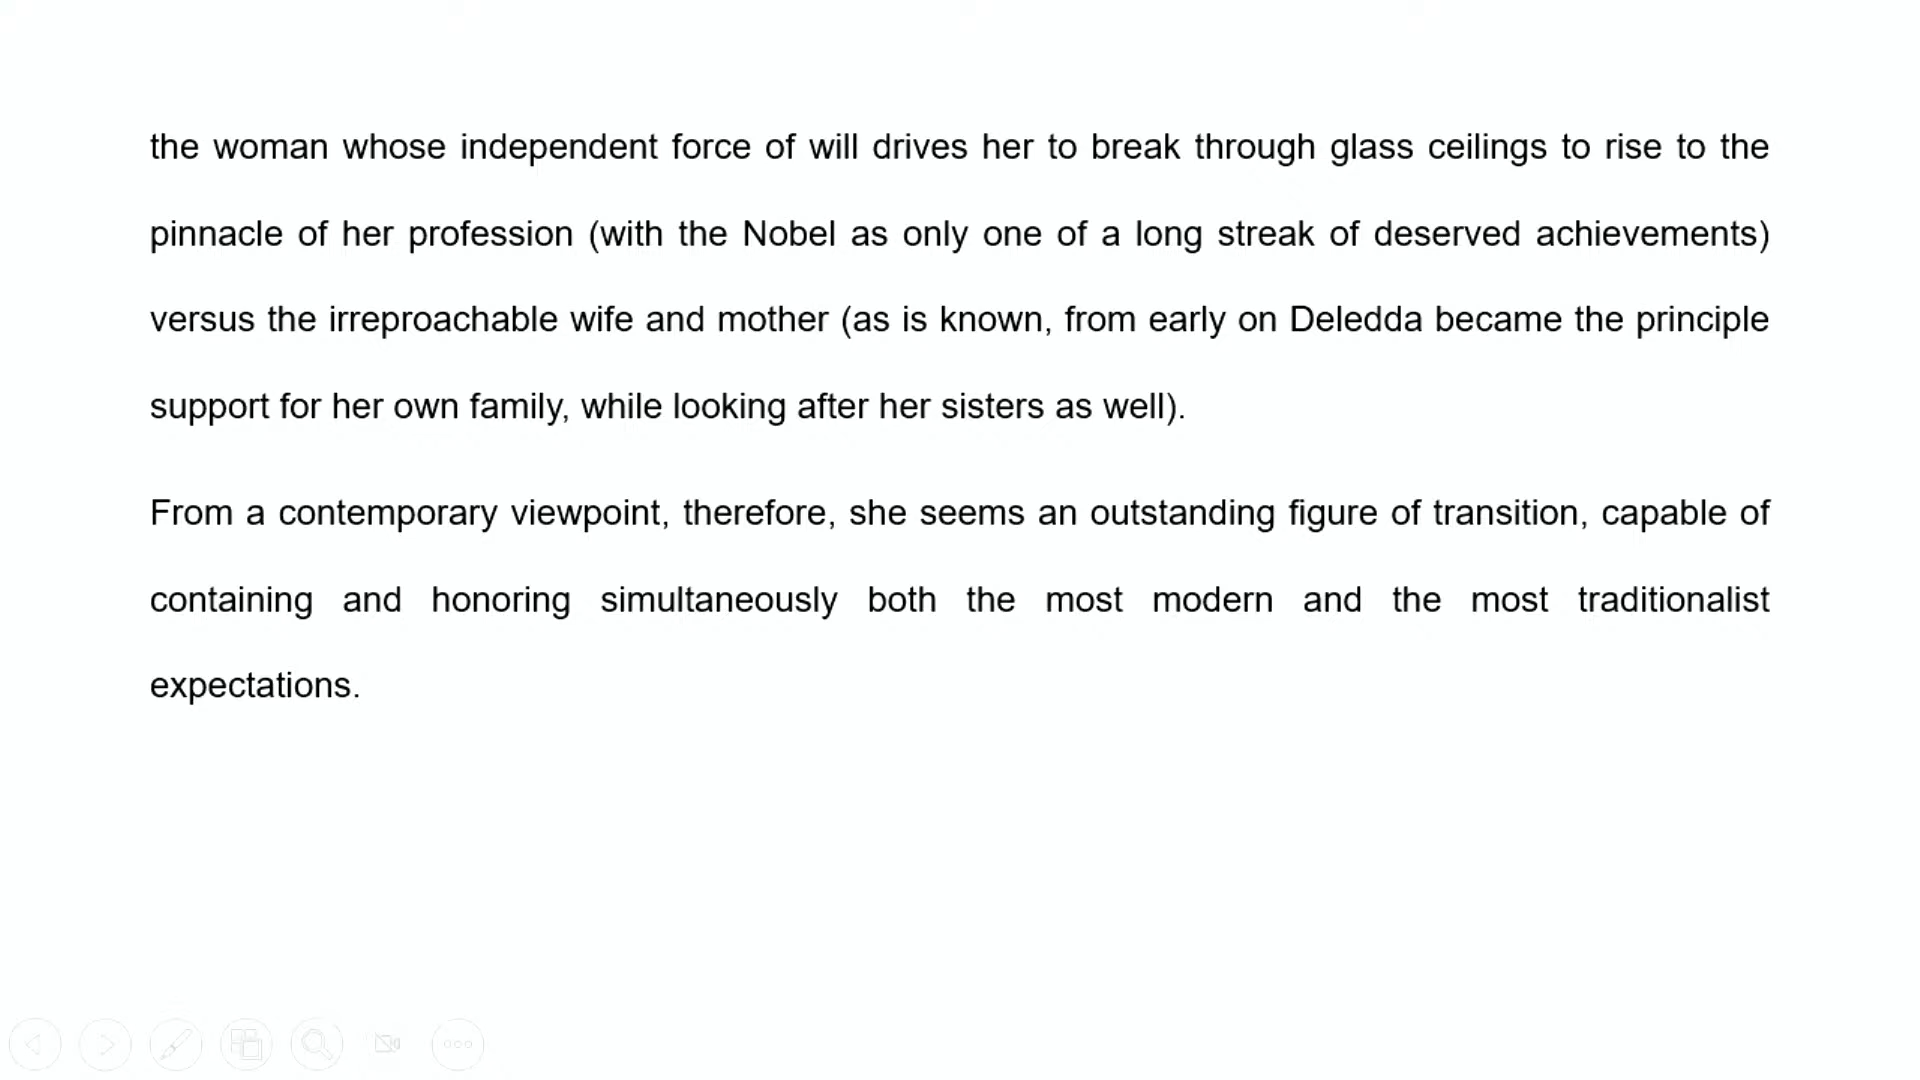 the woman whose independent force of will drives her to break through glass ceilings to rise to the
pinnacle of her profession (with the Nobel as only one of a long streak of deserved achievements)
versus the irreproachable wife and mother (as is known, from early on Deledda became the principle
support for her own family, while looking after her sisters as well).
From a contemporary viewpoint, therefore, she seems an outstanding figure of transition, capable of
containing and honoring simultaneously both the most modern and the most traditionalist
expectations.